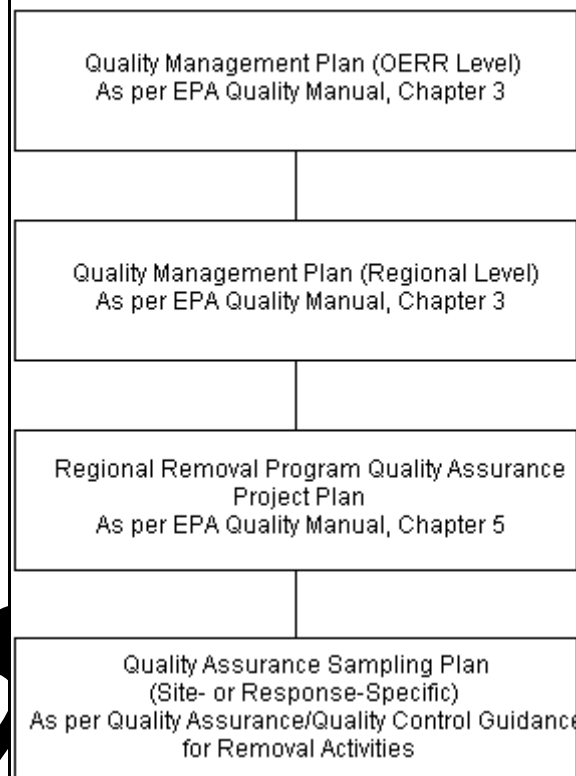 Quality Management Plan (OERR Level)
As per EPA Quality Manual, Chapter 3
Quality Management Plan (Regional Level)
As per EPA Quality Manual, Chapter 3
Regional Removal Program Quality Assurance
Project Plan
As per EPA Quality Manual, Chapter 5
Quality Assurance Sampling Plan
(Site- or Response-Specific)
As per Quality Assurance/Quality Control Guidance
for Removal Activities